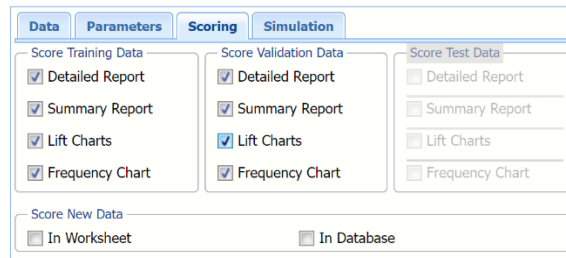 Data Parameters Scoring Simulation
Score Training Data Score Validation Data Score Test Data
Detailed Report Detailed Report Detailed Report
Summary Report Summary Report Summary Report
Lift Charts Lift Charts Lift Charts
Frequency Chart Frequency Chart Frequency Chart
Score New Data
In Worksheet In Database